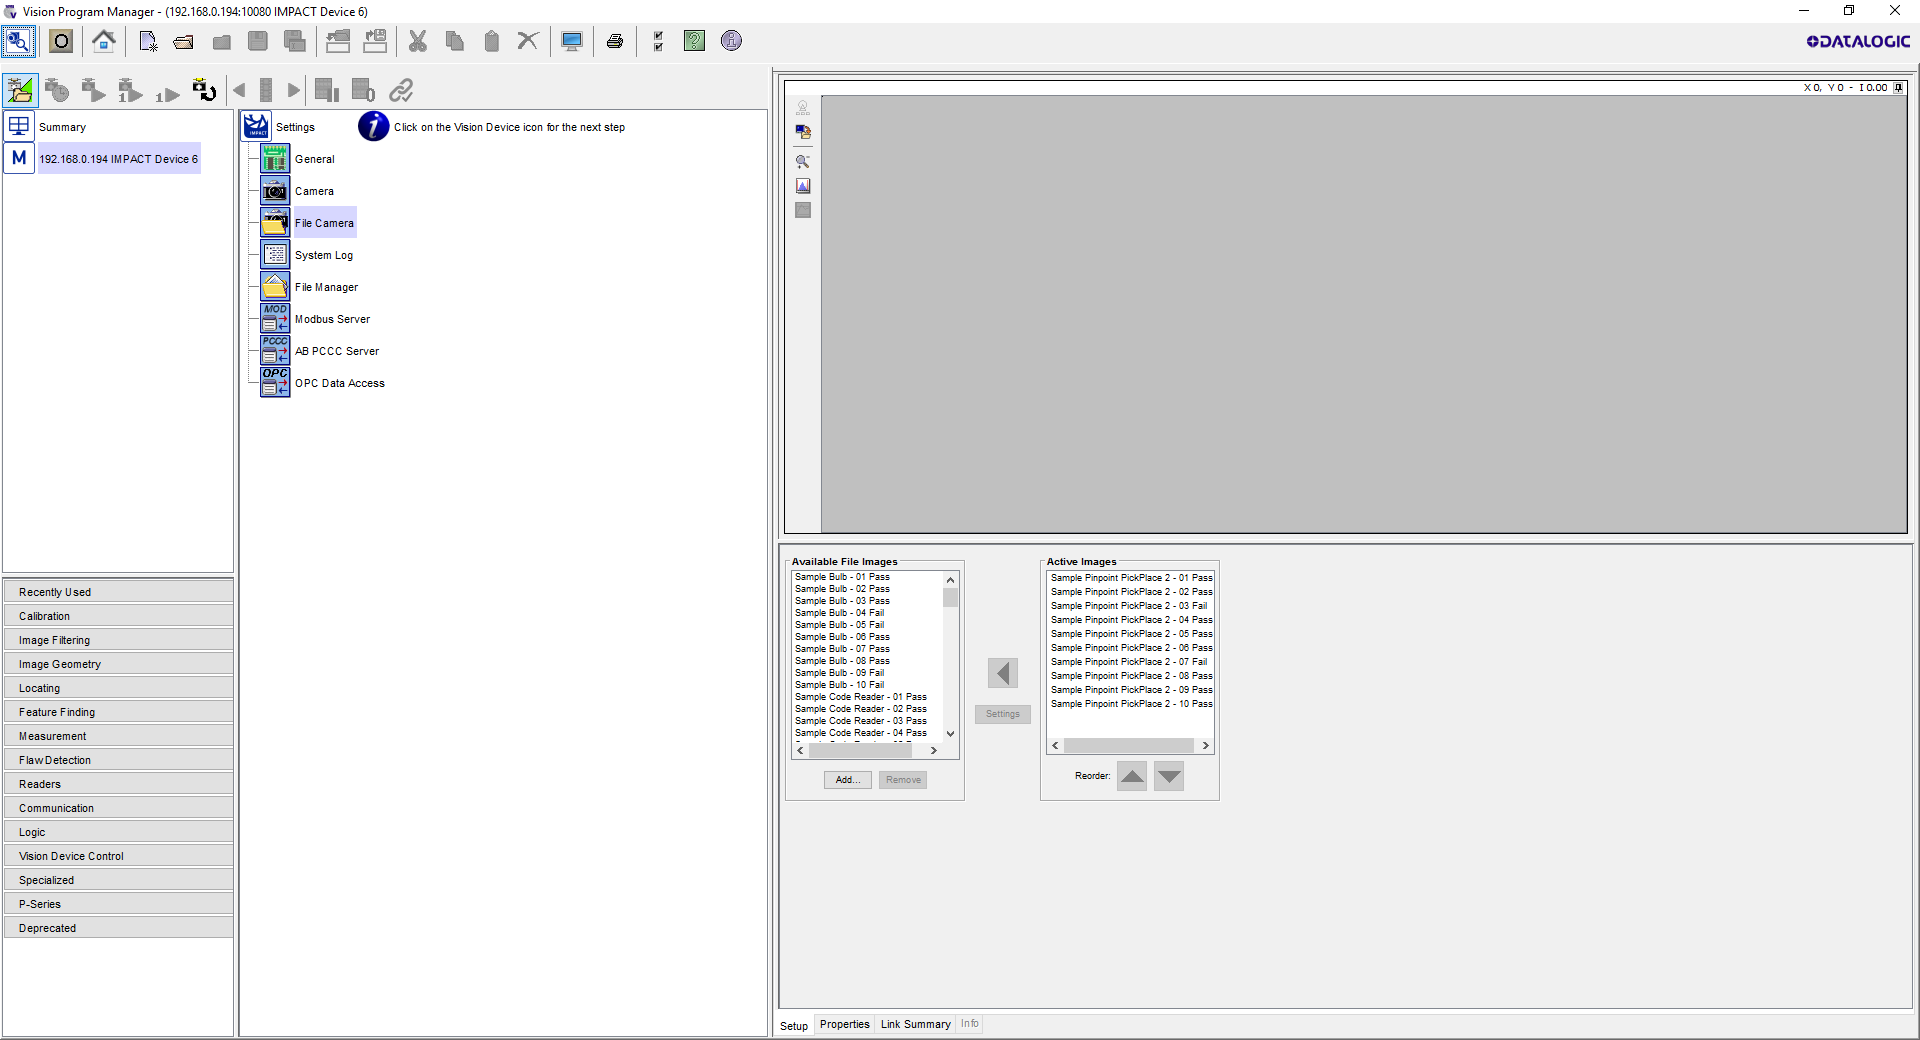 Vision Program Manager - (192.168.0.194:10080 IMPACT Device 6)
DATALOGIC
X 0, Y 0 - I 0.00
Summary
M 192.168.0.194 IMPACT Device 6
IMPACT Settings
Click on the Vision Device icon for the next step
General
Camera
File Camera
System Log
File Manager
MOD Modbus Server
PCCC AB PCCC Server
OPC OPC Data Access
Recently Used
Calibration
Image Filtering
Image Geometry
Locating
Feature Finding
Measurement
Flaw Detection
Readers
Communication
Logic
Vision Device Control
Specialized
P-Series
Deprecated
Available File Images
Sample Bulb - 01 Pass
Sample Bulb - 02 Pass
Sample Bulb - 03 Pass
Sample Bulb - 04 Fail
Sample Bulb - 05 Fail
Sample Bulb - 06 Pass
Sample Bulb - 07 Pass
Sample Bulb - 08 Pass
Sample Bulb - 09 Fail
Sample Bulb - 10 Fail
Sample Code Reader - 01 Pass
Sample Code Reader - 02 Pass
Sample Code Reader - 03 Pass
Sample Code Reader - 04 Pass
Add...
Remove
Settings
Active Images
Sample Pinpoint PickPlace 2 - 01 Pass
Sample Pinpoint PickPlace 2 - 02 Pass
Sample Pinpoint PickPlace 2 - 03 Fail
Sample Pinpoint PickPlace 2 - 04 Pass
Sample Pinpoint PickPlace 2 - 05 Pass
Sample Pinpoint PickPlace 2 - 06 Pass
Sample Pinpoint PickPlace 2 - 07 Fail
Sample Pinpoint PickPlace 2 - 08 Pass
Sample Pinpoint PickPlace 2 - 09 Pass
Sample Pinpoint PickPlace 2 - 10 Pass
Reorder:
Setup
Properties
Link Summary
Info